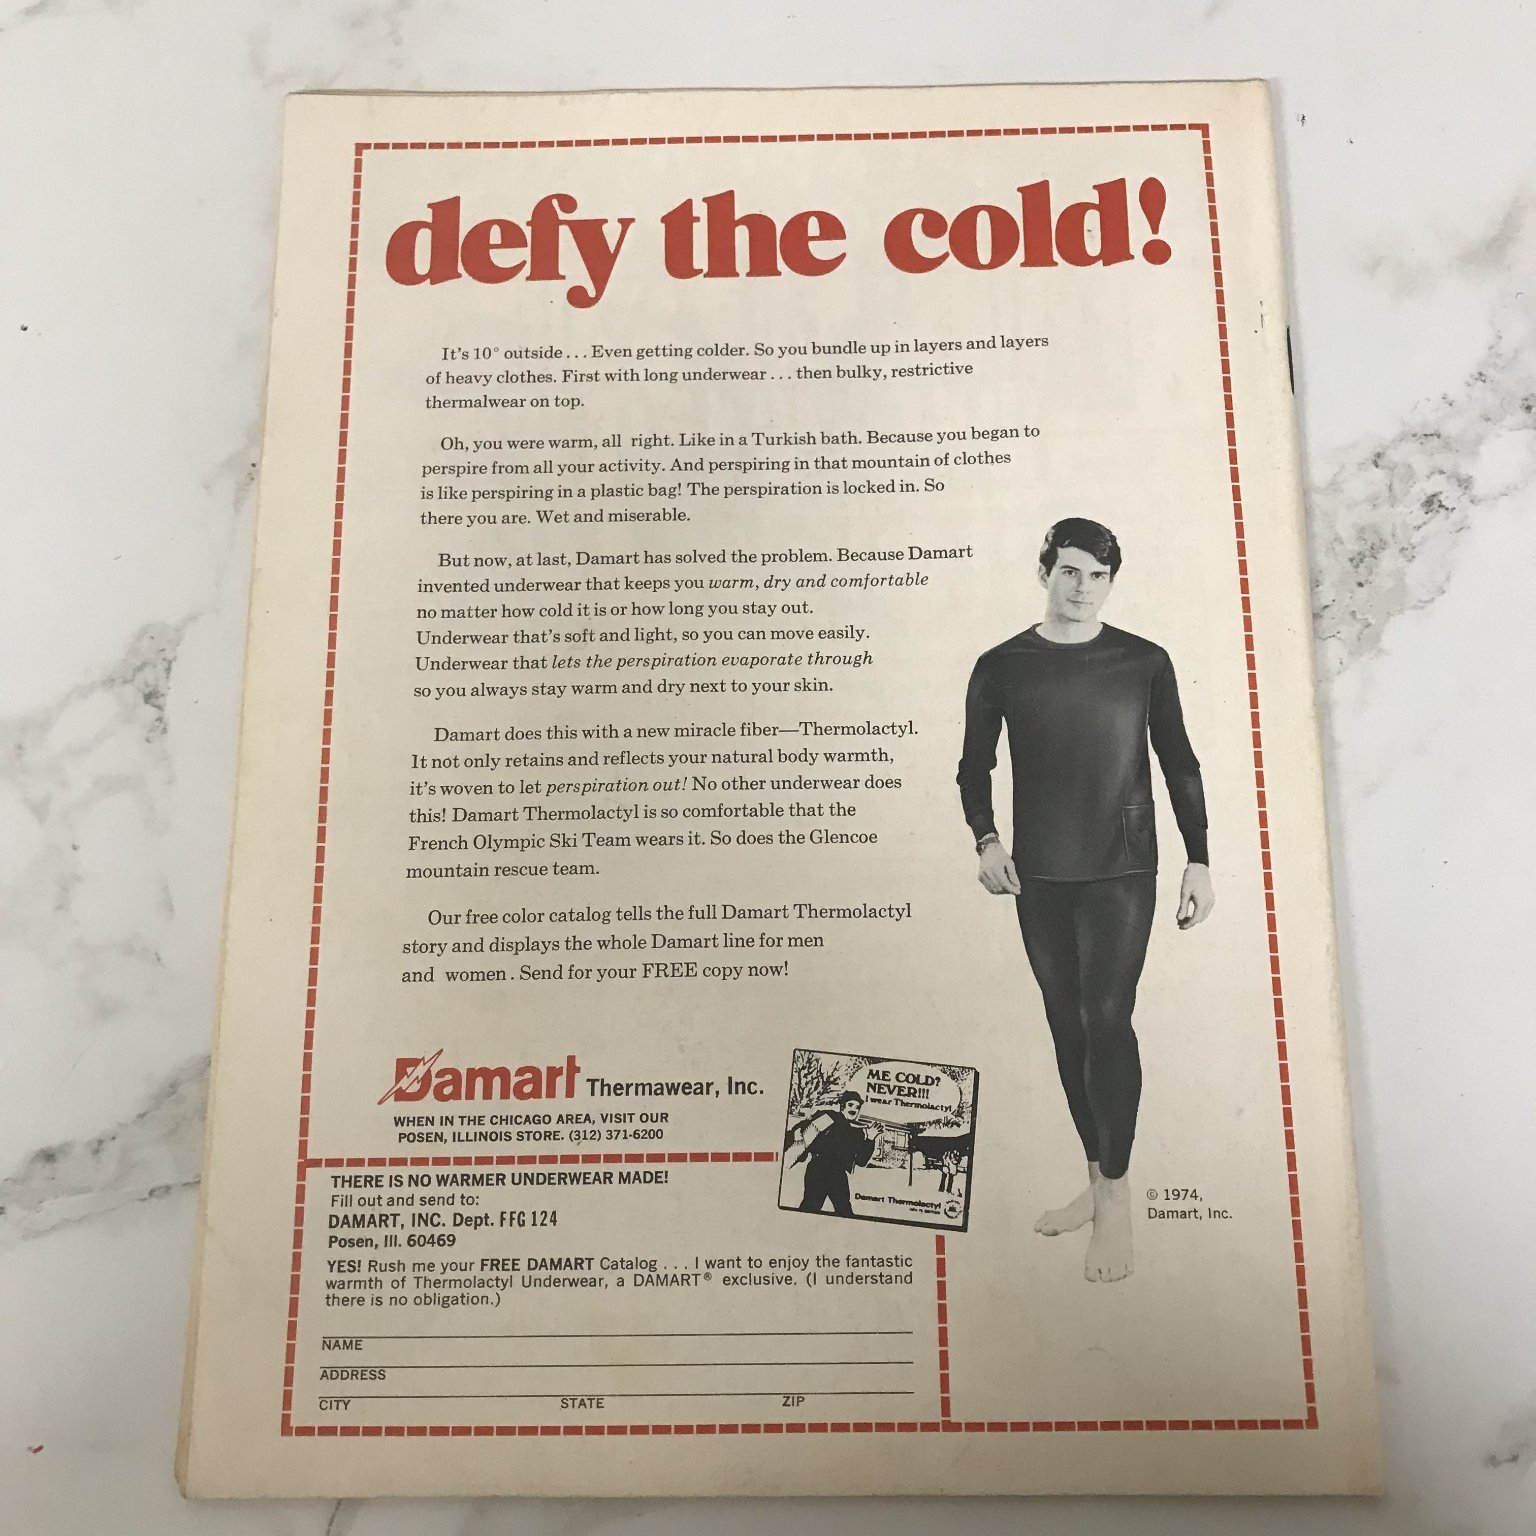 defy the cold!
It's 10° outside . . . Even getting colder. So you bundle up in layers and layers
of heavy clothes. First with long underwear . . . then bulky, restrictive
thermalwear on top.
Oh, you were warm, all right. Like in a Turkish bath. Because you began to
perspire from all your activity. And perspiring in that mountain of clothes
is like perspiring in a plastic bag! The perspiration is locked in. So
there you are. Wet and miserable.
But now, at last, Damart has solved the problem. Because Damart
invented underwear that keeps you warm, dry and comfortable
no matter how cold it is or how long you stay out.
Underwear that's soft and light, so you can move easily.
Underwear that lets the perspiration evaporate through
so you always stay warm and dry next to your skin.
Damart does this with a new miracle fiber—Thermolactyl.
It not only retains and reflects your natural body warmth,
it's woven to let perspiration out! No other underwear does
this! Damart Thermolactyl is so comfortable that the
French Olympic Ski Team wears it. So does the Glencoe
mountain rescue team.
Our free color catalog tells the full Damart Thermolactyl
story and displays the whole Damart line for men
and women. Send for your FREE copy now!
Damart Thermawear, Inc.
WHEN IN THE CHICAGO AREA, VISIT OUR
POSEN, ILLINOIS STORE. (312) 371-6200
ME COLD?
NEVER!!!
I wear Thermolactyl
Damart Thermolactyl
THERE IS NO WARMER UNDERWEAR MADE!
Fill out and send to:
DAMART, INC. Dept. FFG 124
Posen, Ill. 60469
YES! Rush me your FREE DAMART Catalog . . . I want to enjoy the fantastic
warmth of Thermolactyl Underwear, a DAMART® exclusive. (I understand
there is no obligation.)
NAME
ADDRESS
CITY STATE ZIP
© 1974,
Damart, Inc.